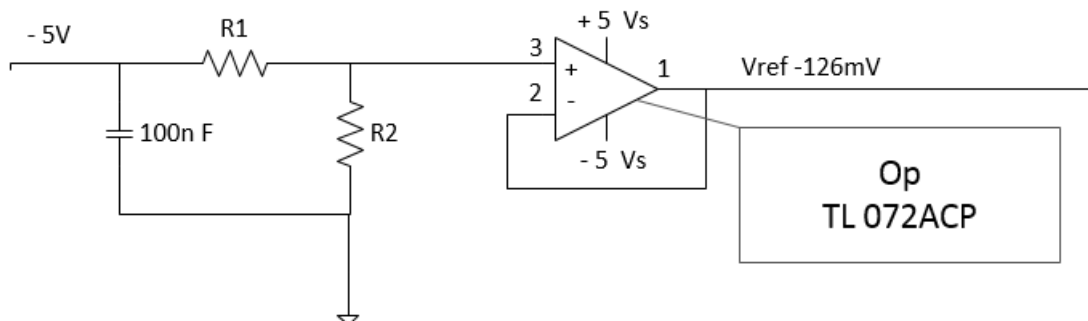 - 5V
R1
+ 5 Vs
3
1
Vref -126mV
2
+
-
100n F
R2
- 5 Vs
Op
TL 072ACP